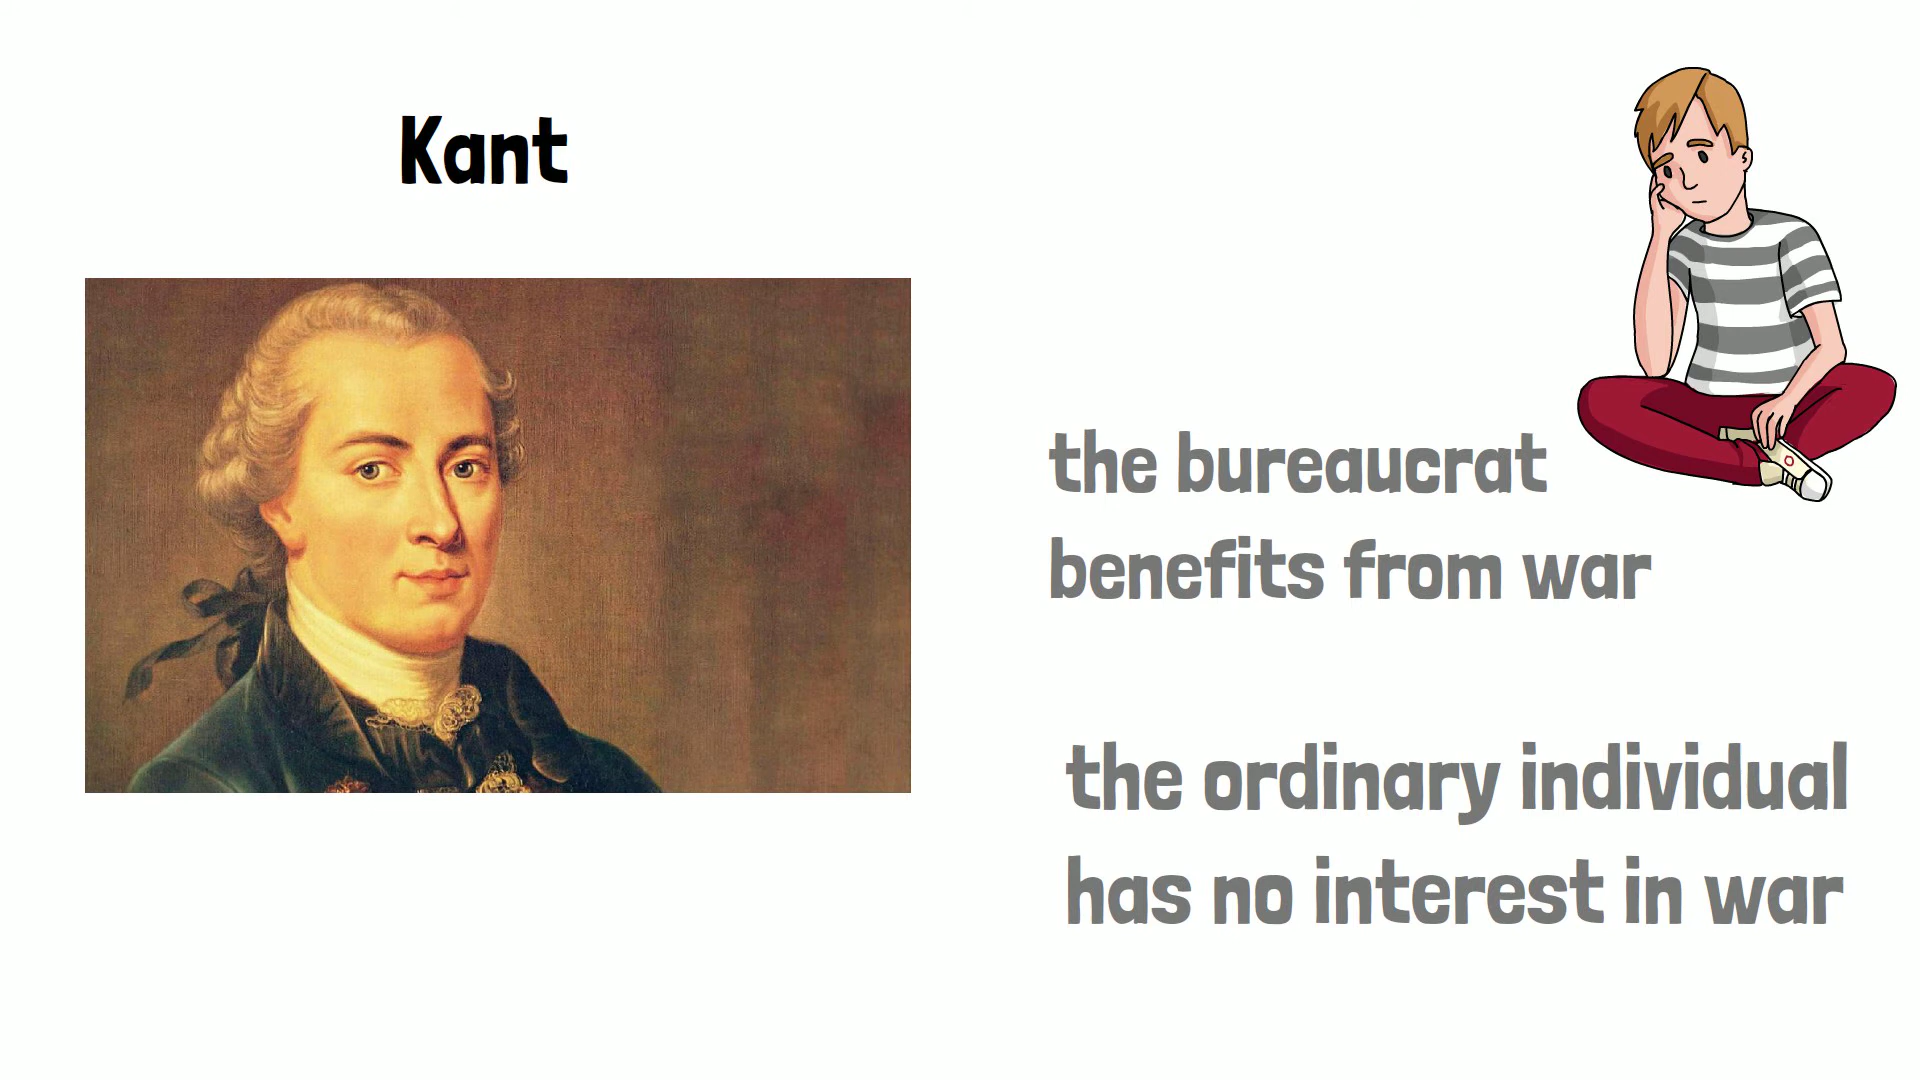 Kant
the bureaucrat
benefits from war
the ordinary individual
has no interest in war